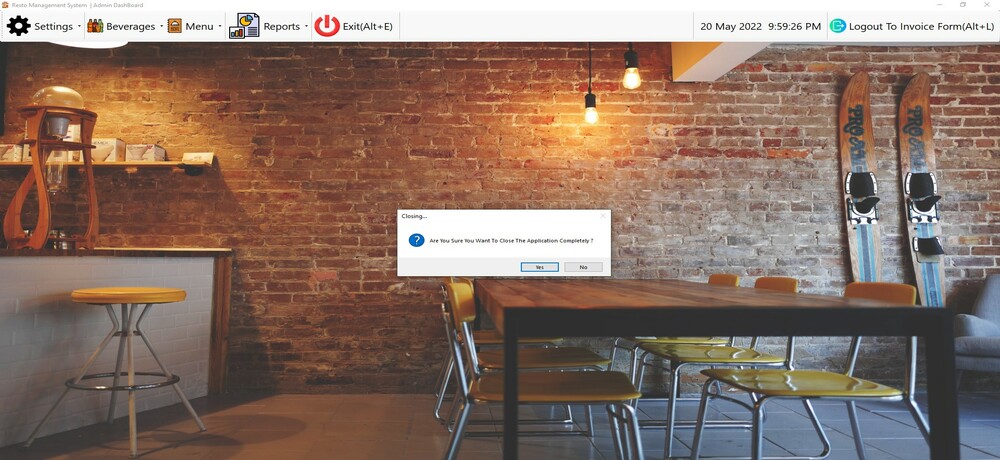 Resto Management System | Admin DashBoard
Settings Beverages Menu Reports Exit(Alt+E) 20 May 2022 9:59:26 PM Logout To Invoice Form(Alt+L)
Closing...
Are You Sure You Want To Close The Application Completely ?
Yes No